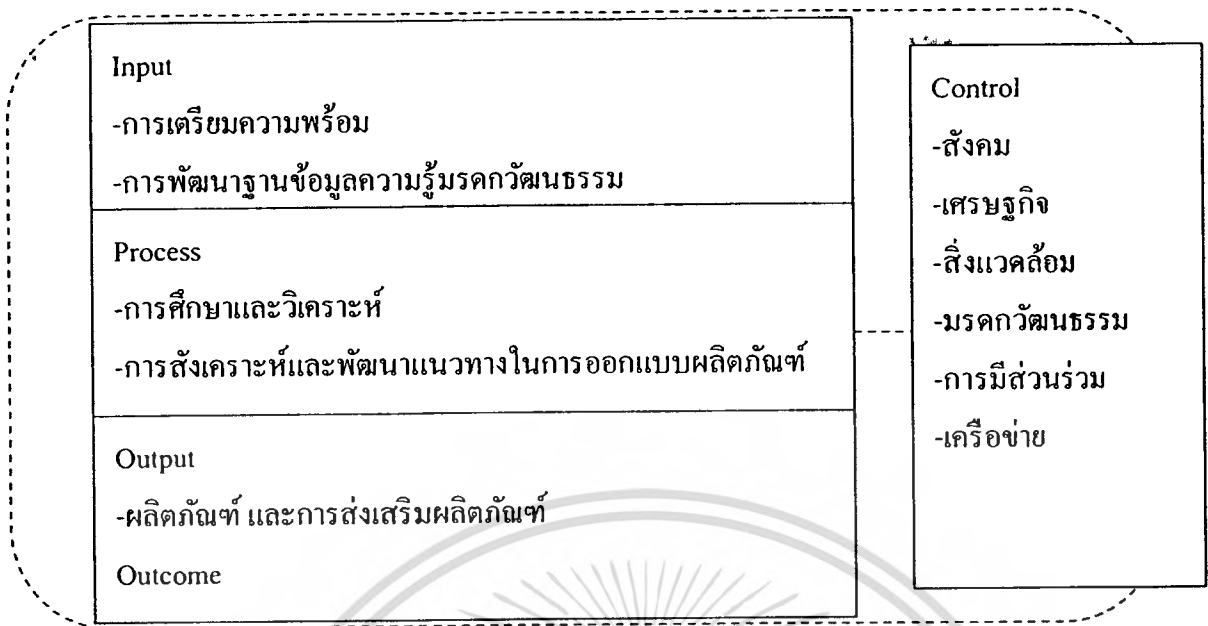 Input
-การเตรียมความพร้อม
-การพัฒนาฐานข้อมูลความรู้มรดกวัฒนธรรม
Process
-การศึกษาและวิเคราะห์
-การสังเคราะห์และพัฒนาแนวทางในการออกแบบผลิตภัณฑ์
Output
-ผลิตภัณฑ์ และการส่งเสริมผลิตภัณฑ์
Outcome
Control
-สังคม
-เศรษฐกิจ
-สิ่งแวดล้อม
-มรดกวัฒนธรรม
-การมีส่วนร่วม
-เครือข่าย